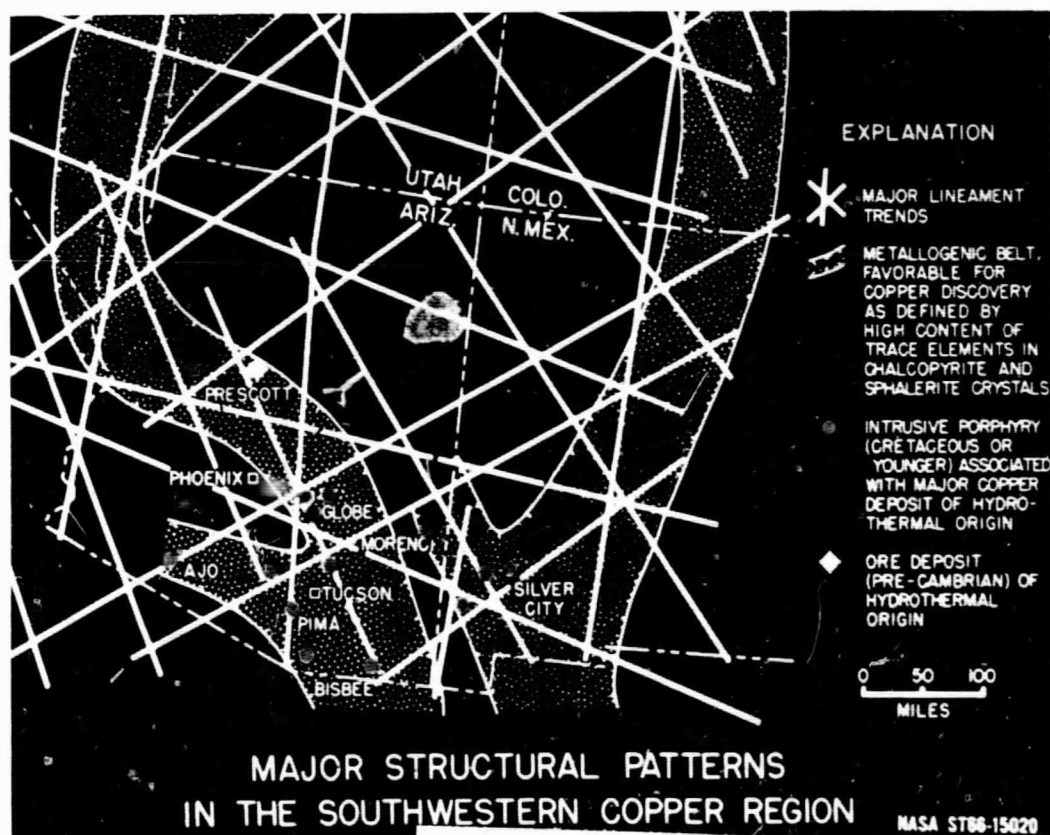 UTAH
COLO.
ARIZ.
N. MEX.
PRESCOTT
PHOENIX
GLOBE
MORENCI
AJO
TUCSON
SILVER
CITY
PIMA
BISBEE
EXPLANATION
MAJOR LINEAMENT
TRENDS
METALLOGENIC BELT,
FAVORABLE FOR
COPPER DISCOVERY
AS DEFINED BY
HIGH CONTENT OF
TRACE ELEMENTS IN
CHALCOPYRITE AND
SPHALERITE CRYSTALS
INTRUSIVE PORPHYRY
(CRETACEOUS OR
YOUNGER) ASSOCIATED
WITH MAJOR COPPER
DEPOSIT OF HYDRO-
THERMAL ORIGIN
ORE DEPOSIT
(PRE-CAMBRIAN) OF
HYDROTHERMAL
ORIGIN
0 50 100
MILES
MAJOR STRUCTURAL PATTERNS
IN THE SOUTHWESTERN COPPER REGION
NASA ST66-15020